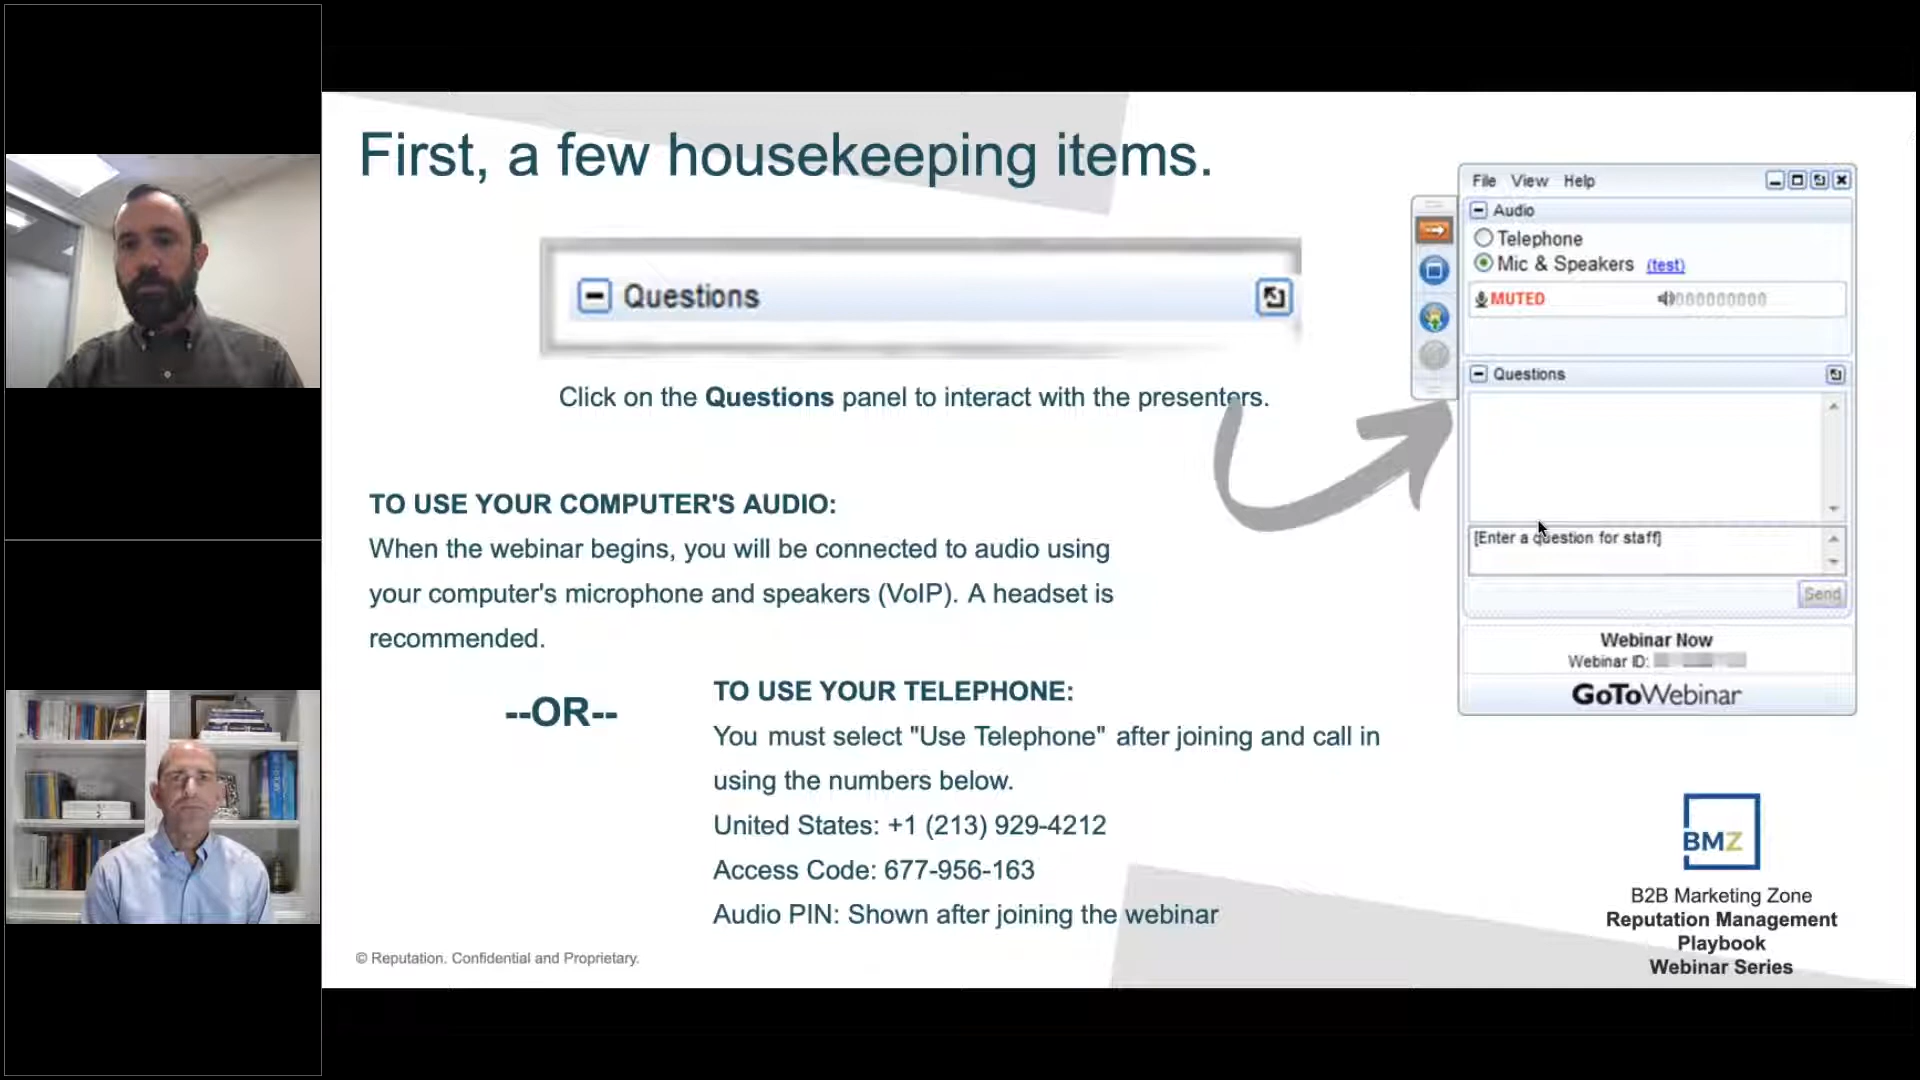 First, a few housekeeping items.
Questions
Click on the Questions panel to interact with the presenters.
TO USE YOUR COMPUTER'S AUDIO:
When the webinar begins, you will be connected to audio using
your computer's microphone and speakers (VoIP). A headset is
recommended.
--OR--
TO USE YOUR TELEPHONE:
You must select "Use Telephone" after joining and call in
using the numbers below.
United States: +1 (213) 929-4212
Access Code: 677-956-163
Audio PIN: Shown after joining the webinar
© Reputation. Confidential and Proprietary.
File View Help
Audio
Telephone
Mic & Speakers (test)
MUTED
Questions
[Enter a question for staff]
Send
Webinar Now
Webinar ID:
GoToWebinar
BMZ
B2B Marketing Zone
Reputation Management
Playbook
Webinar Series